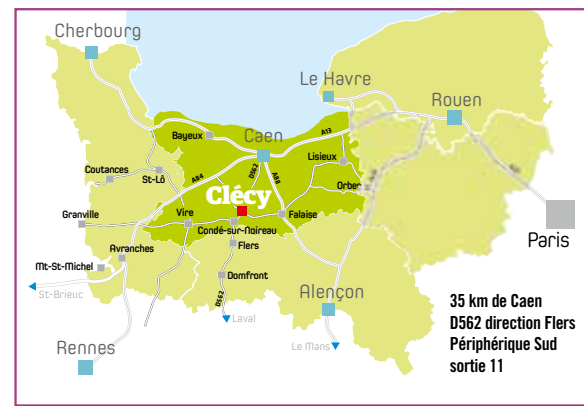 Cherbourg
Le Havre
Rouen
Bayeux
Caen
A13
Lisieux
Coutances
St-Lô
A84
D562
A88
Orbec
Clécy
Granville
Vire
Falaise
Condé-sur-Noireau
Paris
Avranches
Flers
Mt-St-Michel
Domfront
St-Brieuc
D562
Alençon
Laval
Le Mans
Rennes
35 km de Caen
D562 direction Flers
Périphérique Sud
sortie 11